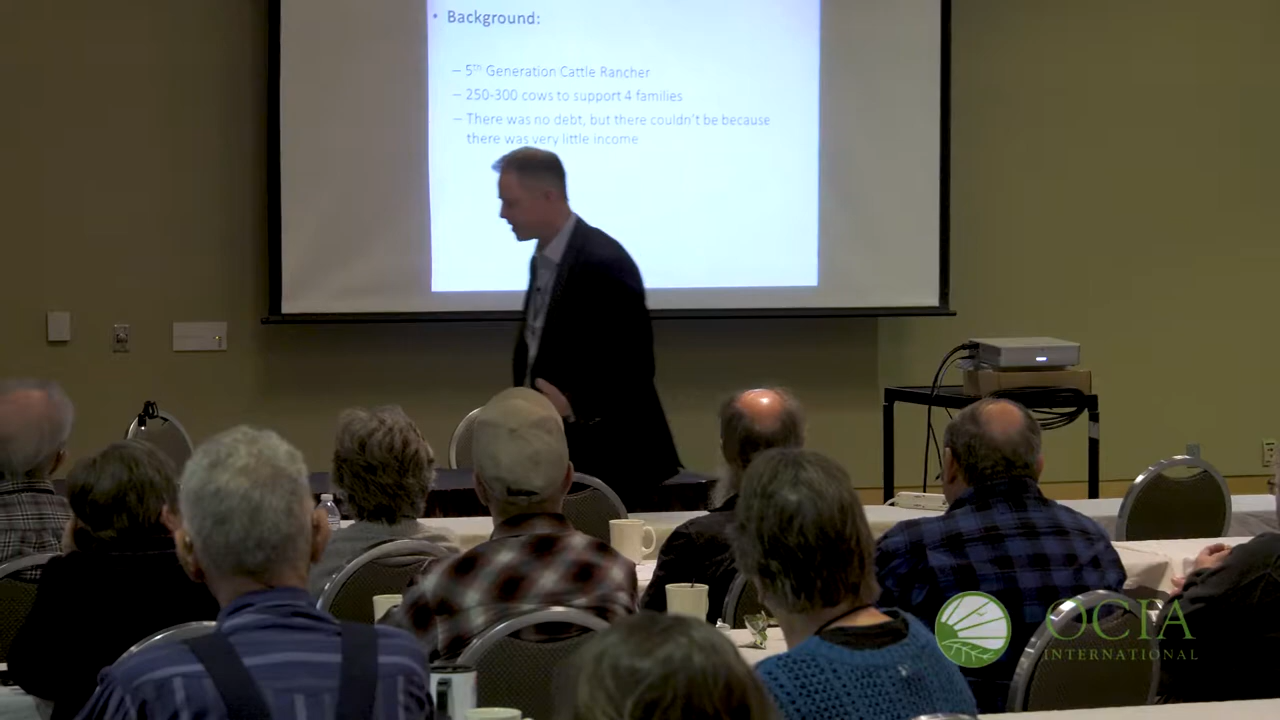 • Background:
– 5th Generation Cattle Rancher
– 250-300 cows to support 4 families
– There was no debt, but there couldn't be because
there was very little income
OCIA
INTERNATIONAL